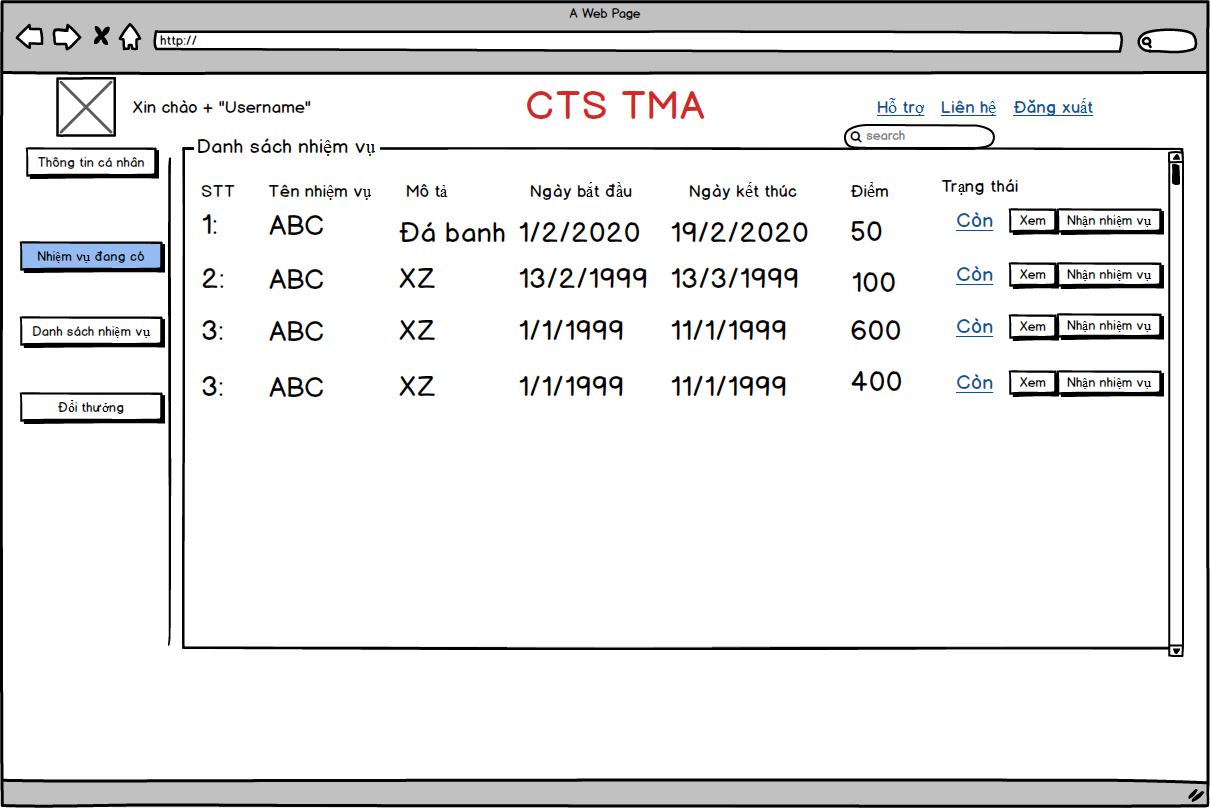 A Web Page
http://
Xin chào + "Username"
CTS TMA
Hỗ trợ Liên hệ Đăng xuất
search
Thông tin cá nhân
Nhiệm vụ đang có
Danh sách nhiệm vụ
Đổi thưởng
Danh sách nhiệm vụ
STT Tên nhiệm vụ Mô tả Ngày bắt đầu Ngày kết thúc Điểm Trạng thái
1: ABC Đá banh 1/2/2020 19/2/2020 50 Còn Xem Nhận nhiệm vụ
2: ABC XZ 13/2/1999 13/3/1999 100 Còn Xem Nhận nhiệm vụ
3: ABC XZ 1/1/1999 11/1/1999 600 Còn Xem Nhận nhiệm vụ
3: ABC XZ 1/1/1999 11/1/1999 400 Còn Xem Nhận nhiệm vụ